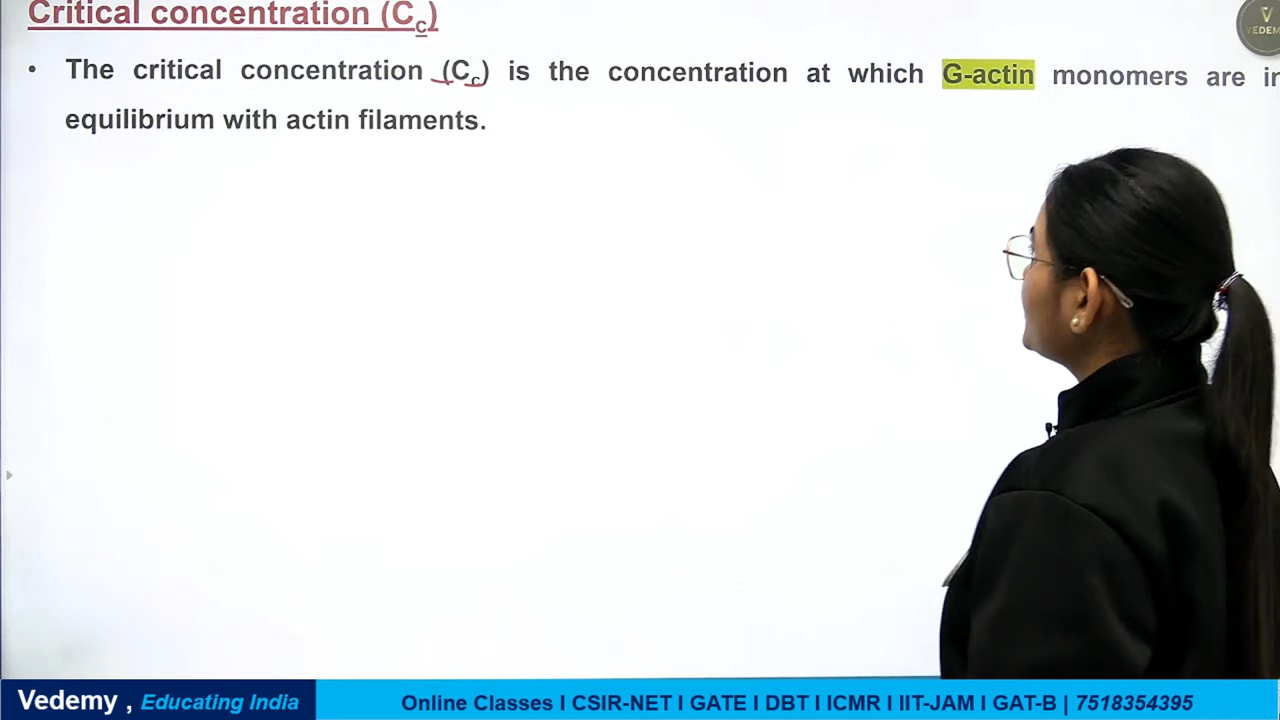 Critical concentration (Cc)
V
VEDEM
• The critical concentration (Cc) is the concentration at which G-actin monomers are in
equilibrium with actin filaments.
Vedemy , Educating India
Online Classes I CSIR-NET I GATE I DBT I ICMR I IIT-JAM I GAT-B | 7518354395